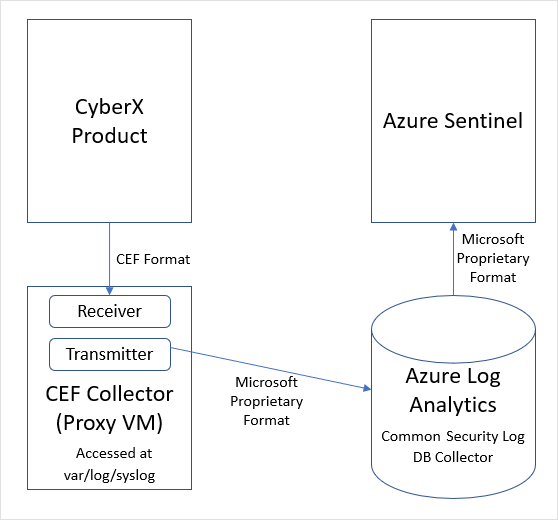 CyberX
Product
Azure Sentinel
CEF Format
Microsoft
Proprietary
Format
Receiver
Transmitter
CEF Collector
(Proxy VM)
Accessed at
var/log/syslog
Microsoft
Proprietary
Format
Azure Log
Analytics
Common Security Log
DB Collector